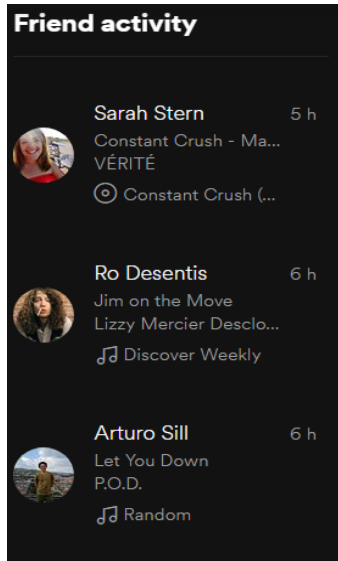 Friend activity
Sarah Stern 5 h
Constant Crush - Ma...
VÉRITÉ
Constant Crush (...
Ro Desentis 6 h
Jim on the Move
Lizzy Mercier Desclo...
Discover Weekly
Arturo Sill 6 h
Let You Down
P.O.D.
Random